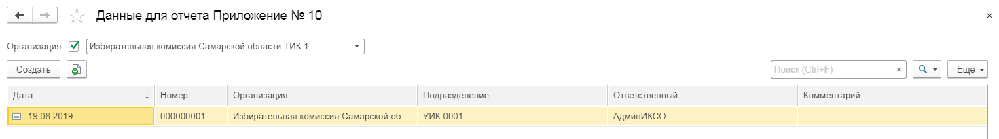 Данные для отчета Приложение № 10
Организация: Избирательная комиссия Самарской области ТИК 1
Создать Поиск (Ctrl+F) Еще
Дата Номер Организация Подразделение Ответственный Комментарий
19.08.2019 000000001 Избирательная комиссия Самарской об... УИК 0001 АдминИКСО